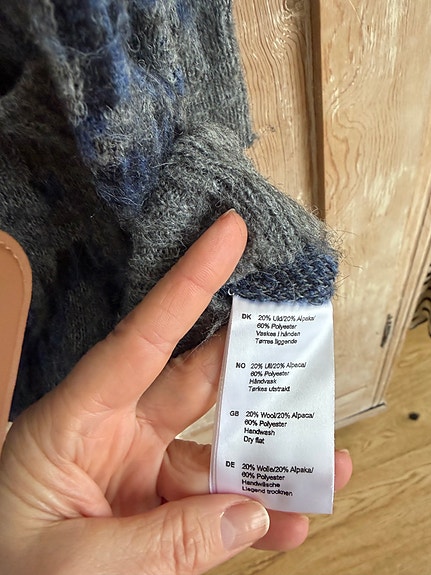 DK 20% Uld/20% Alpaka/
60% Polyester
Vaskes i hånden
Tørres liggende
NO 20% Ull/20% Alpaka/
60% Polyester
Håndvask
Tørkes utstrakt
GB 20% Wool/20% Alpaca/
60% Polyester
Handwash
Dry flat
DE 20% Wolle/20% Alpaka/
60% Polyester
Handwäsche
Liegend trocknen